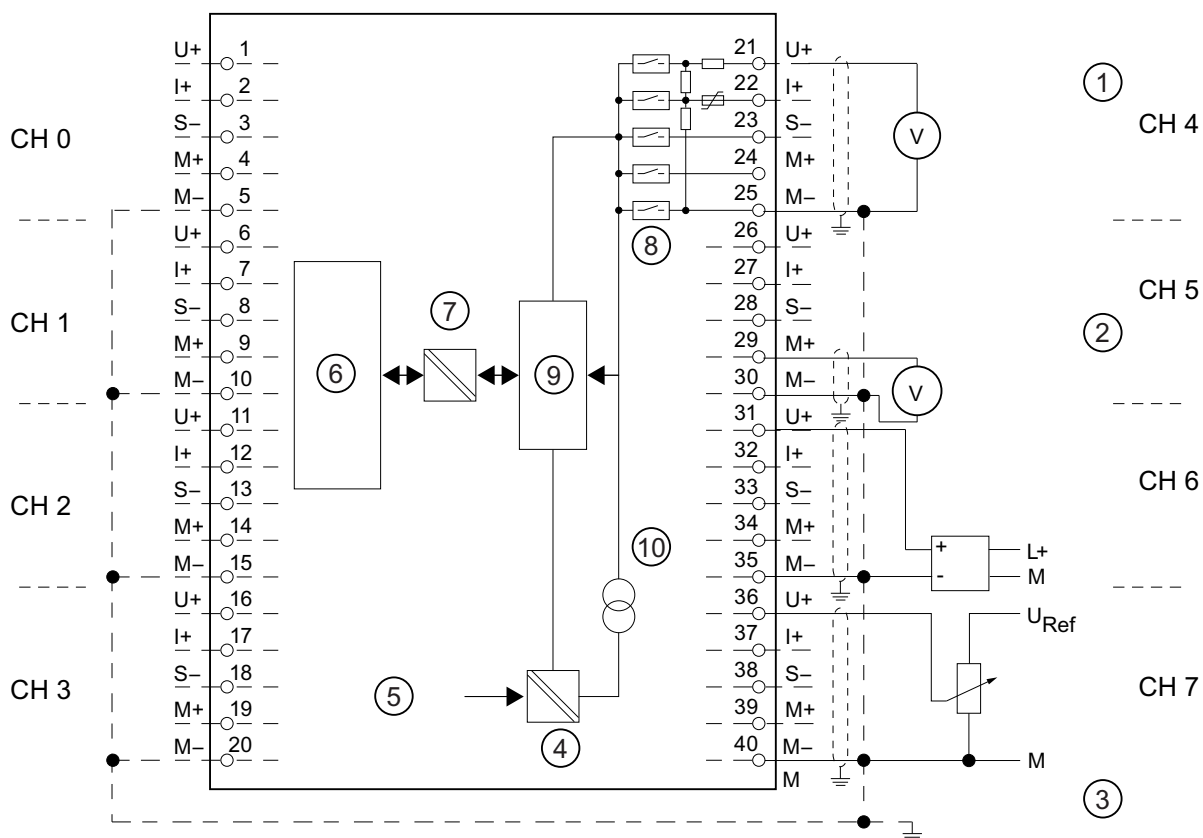 CH 0
U+ 1
I+ 2
S– 3
M+ 4
M– 5
CH 1
U+ 6
I+ 7
S– 8
M+ 9
M– 10
CH 2
U+ 11
I+ 12
S– 13
M+ 14
M– 15
CH 3
U+ 16
I+ 17
S– 18
M+ 19
M– 20
6
7
9
8
10
5
4
21 U+
22 I+
23 S–
24 M+
25 M–
26 U+
27 I+
28 S–
29 M+
30 M–
31 U+
32 I+
33 S–
34 M+
35 M–
36 U+
37 I+
38 S–
39 M+
40 M–
M
V
V
+
-
L+
M
URef
M
1
CH 4
CH 5
2
CH 6
CH 7
3